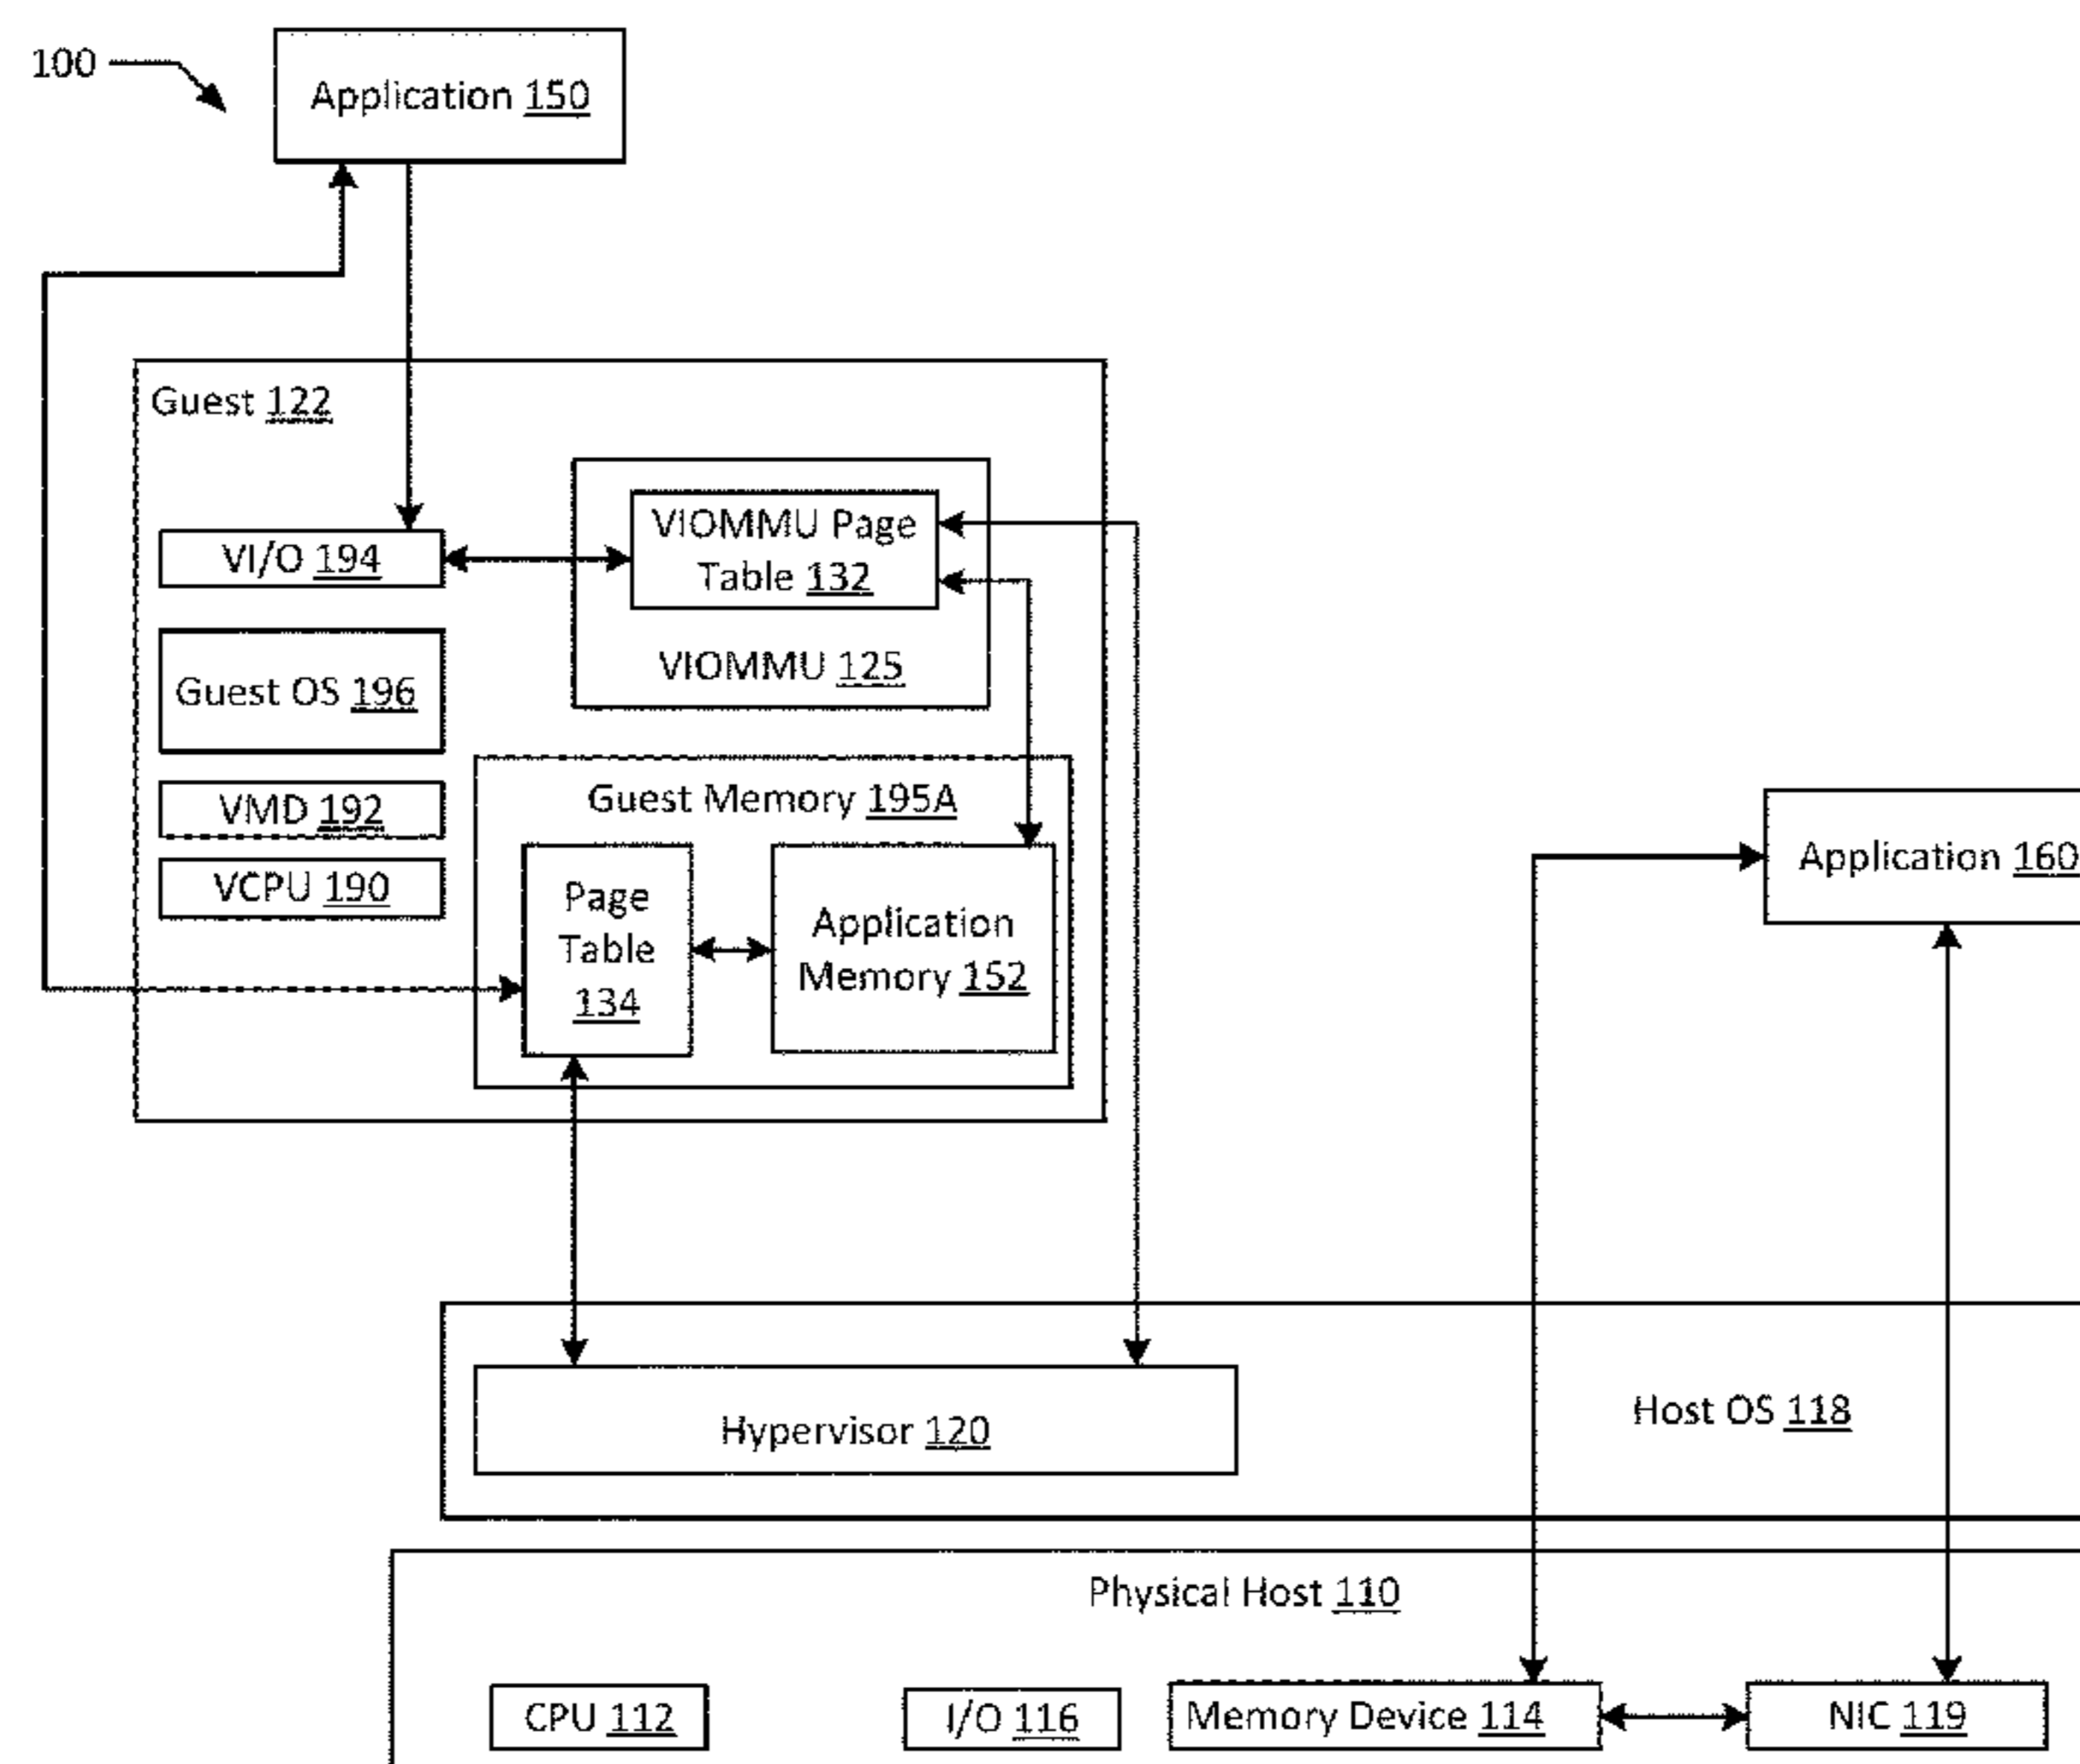 100
Application 150
Guest 122
VIOMMU Page
Table 132
VI/O 194
VIOMMU 125
Guest OS 196
VMD 192
VCPU 190
Guest Memory 195A
Page
Table
134
Application
Memory 152
Application 160
Hypervisor 120
Host OS 118
Physical Host 110
CPU 112
I/O 116
Memory Device 114
NIC 119